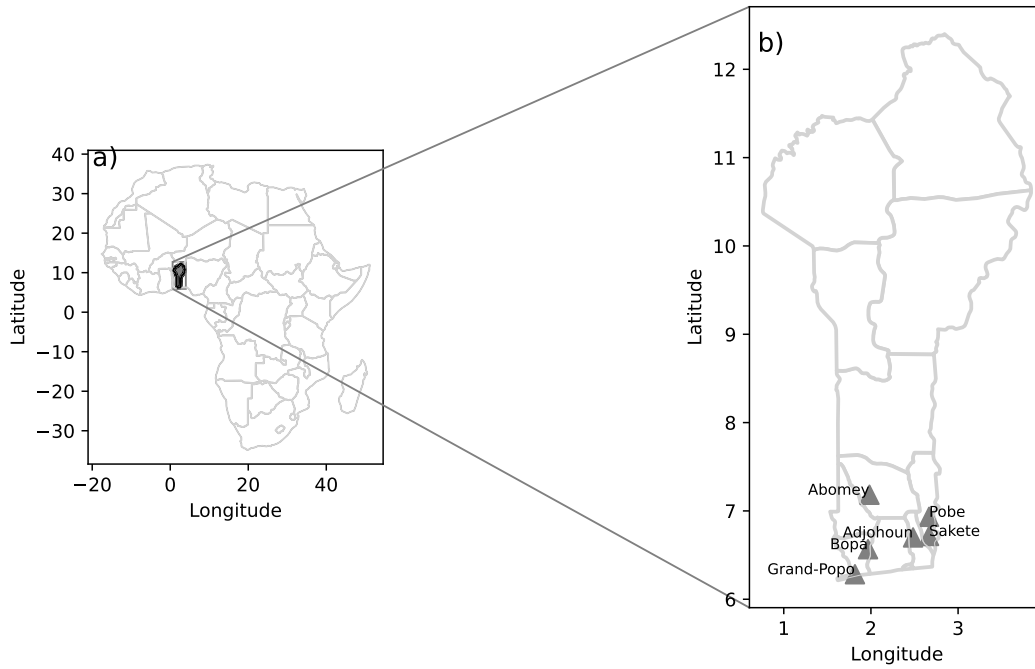 a)
40
30
20
10
0
−10
−20
−30
Latitude
−20
0
20
40
Longitude
b)
12
11
10
9
8
7
6
Latitude
Abomey
Pobe
Adjohoun
Sakete
Bopa
Grand-Popo
1
2
3
Longitude